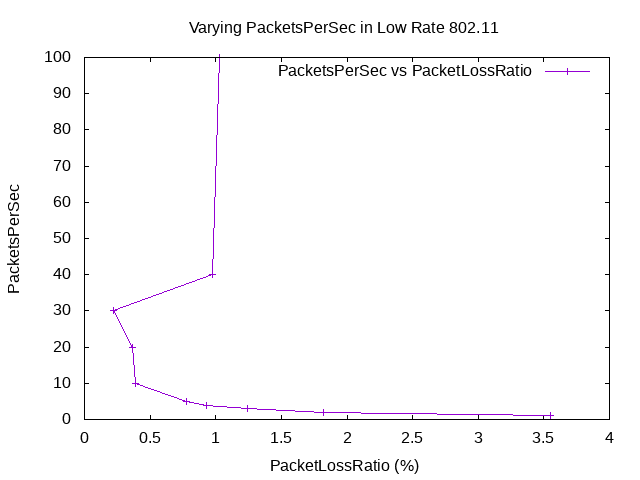 Varying PacketsPerSec in Low Rate 802.11
PacketsPerSec vs PacketLossRatio
100
90
80
70
60
50
40
30
20
10
0
PacketsPerSec
0 0.5 1 1.5 2 2.5 3 3.5 4
PacketLossRatio (%)